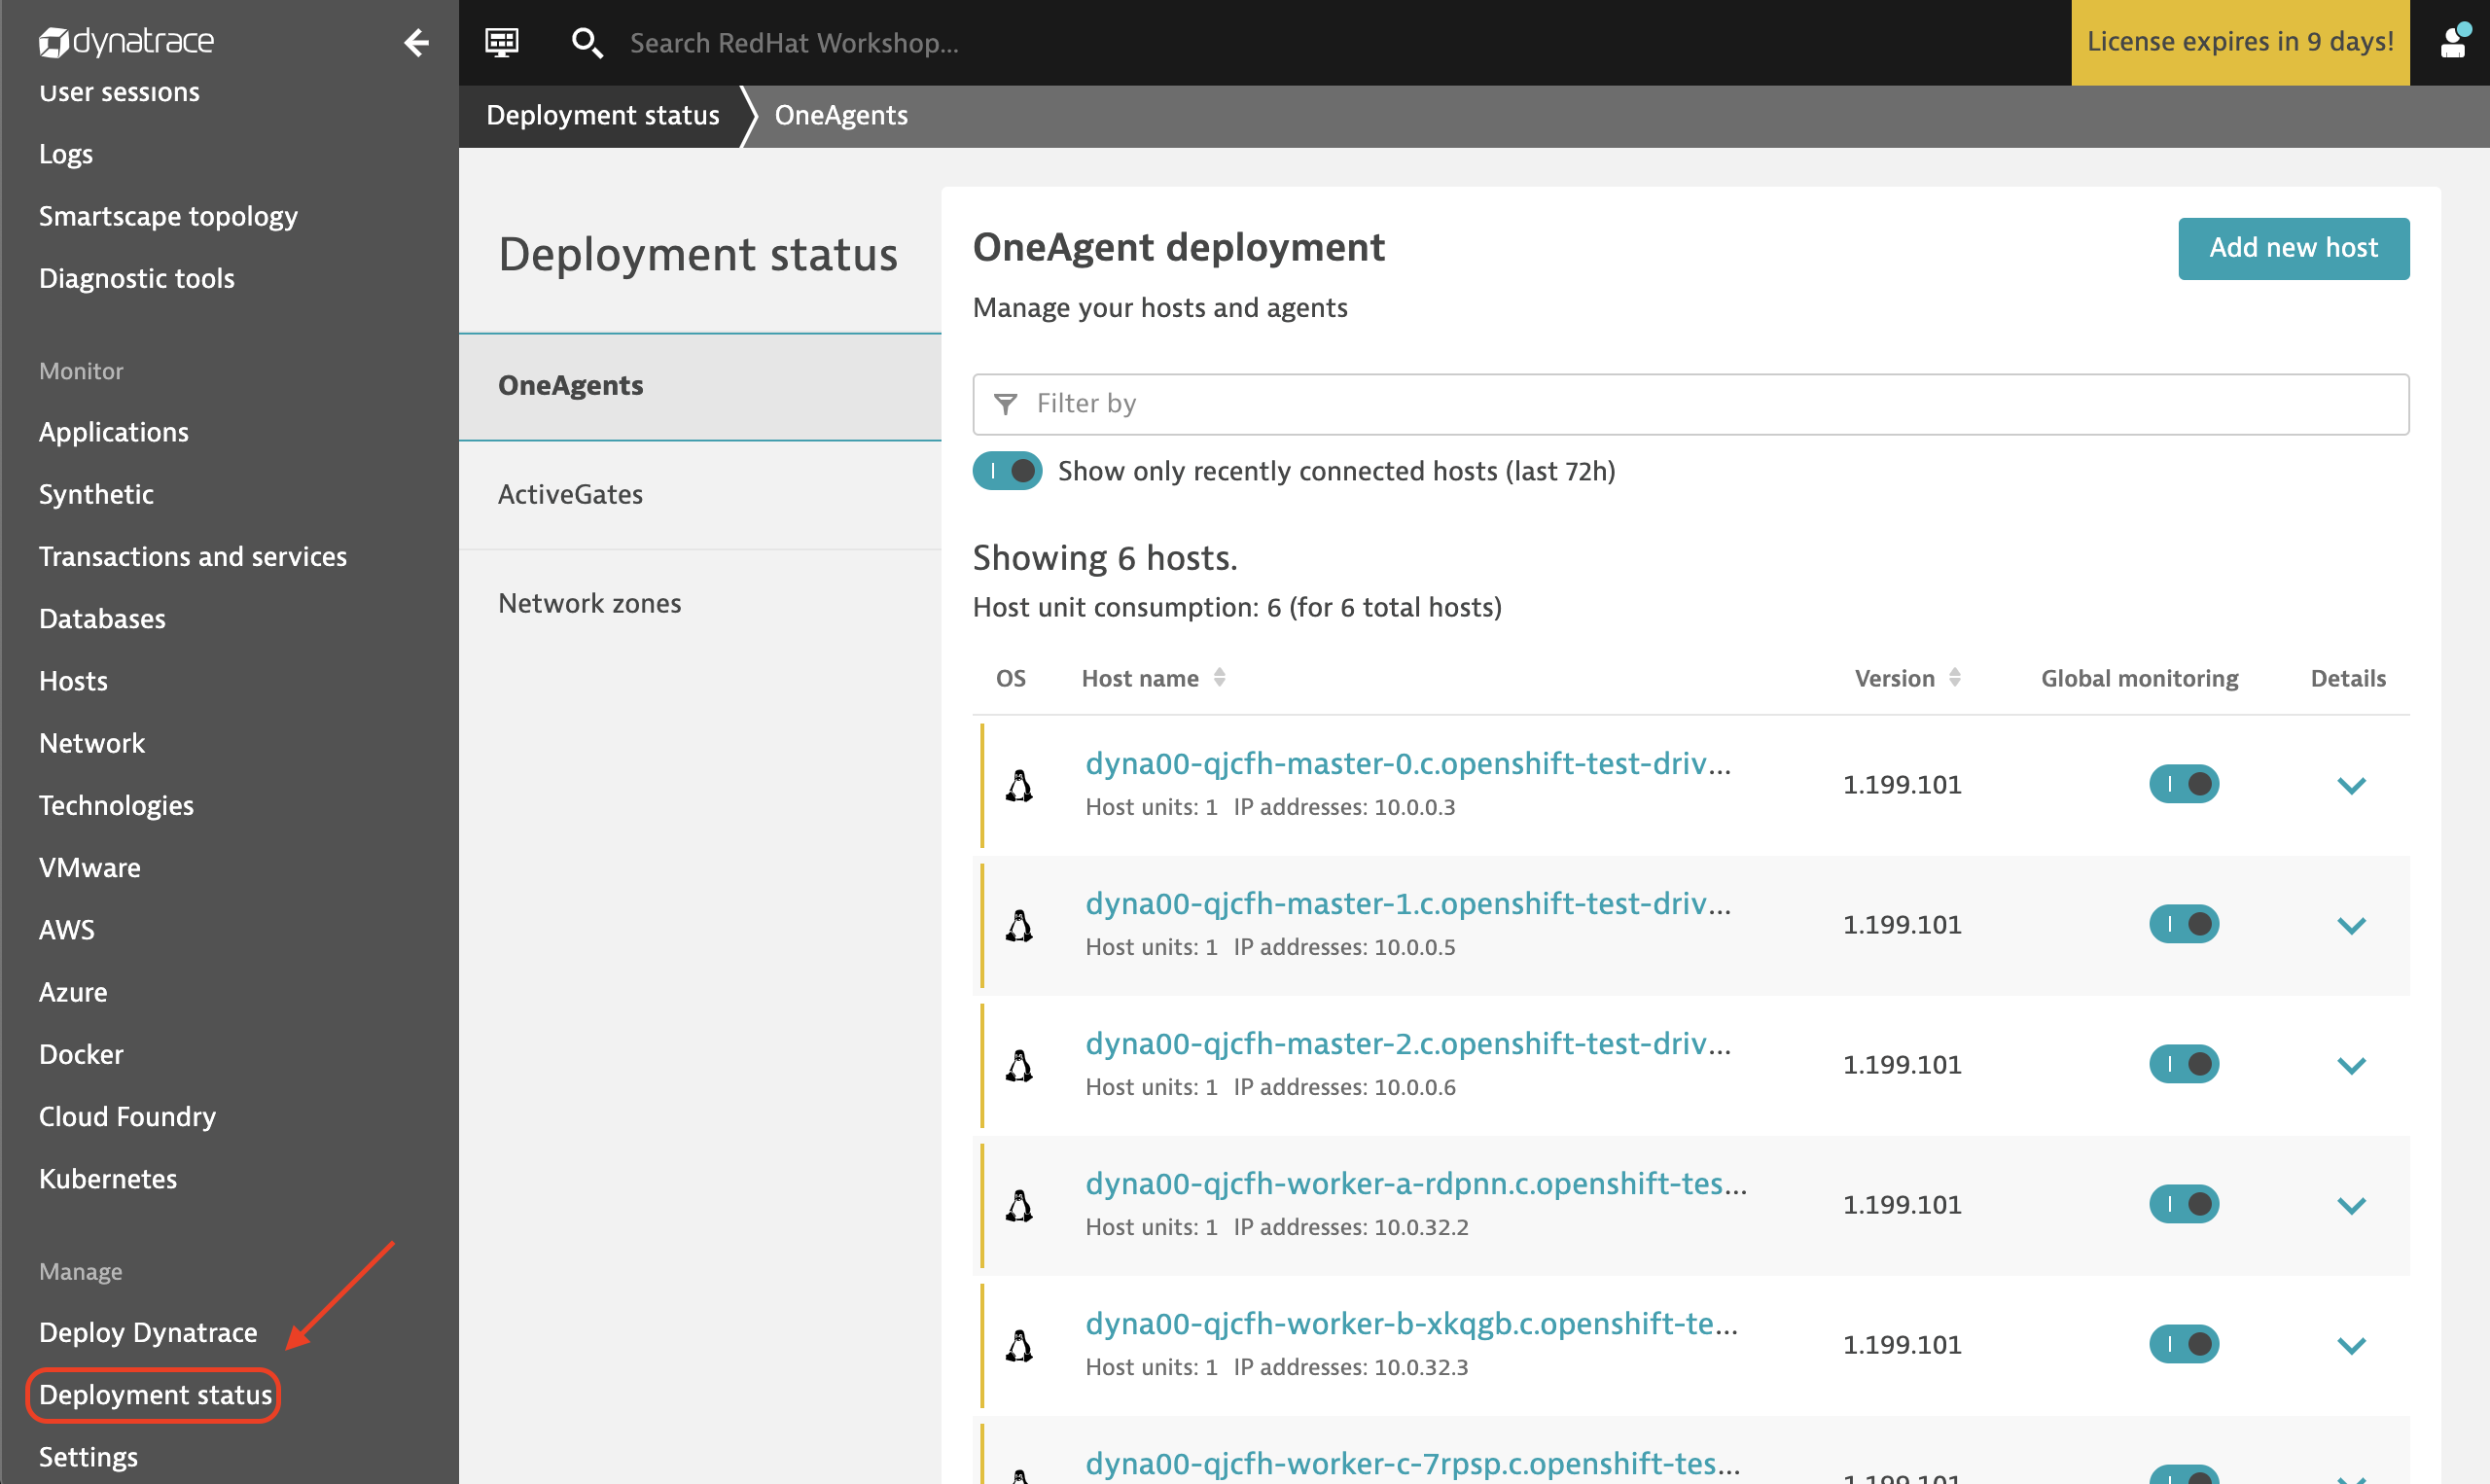 dynatrace
User sessions
Logs
Smartscape topology
Diagnostic tools
Monitor
Applications
Synthetic
Transactions and services
Databases
Hosts
Network
Technologies
VMware
AWS
Azure
Docker
Cloud Foundry
Kubernetes
Manage
Deploy Dynatrace
Deployment status
Settings
Search RedHat Workshop...
License expires in 9 days!
Deployment status
OneAgents
Deployment status
OneAgents
ActiveGates
Network zones
OneAgent deployment
Add new host
Manage your hosts and agents
Filter by
Show only recently connected hosts (last 72h)
Showing 6 hosts.
Host unit consumption: 6 (for 6 total hosts)
OS Host name Version Global monitoring Details
dyna00-qjcfh-master-0.c.openshift-test-driv...
Host units: 1 IP addresses: 10.0.0.3
1.199.101
dyna00-qjcfh-master-1.c.openshift-test-driv...
Host units: 1 IP addresses: 10.0.0.5
1.199.101
dyna00-qjcfh-master-2.c.openshift-test-driv...
Host units: 1 IP addresses: 10.0.0.6
1.199.101
dyna00-qjcfh-worker-a-rdpnn.c.openshift-tes...
Host units: 1 IP addresses: 10.0.32.2
1.199.101
dyna00-qjcfh-worker-b-xkqgb.c.openshift-te...
Host units: 1 IP addresses: 10.0.32.3
1.199.101
dyna00-qjcfh-worker-c-7rpsp.c.openshift-tes...
1.199.101